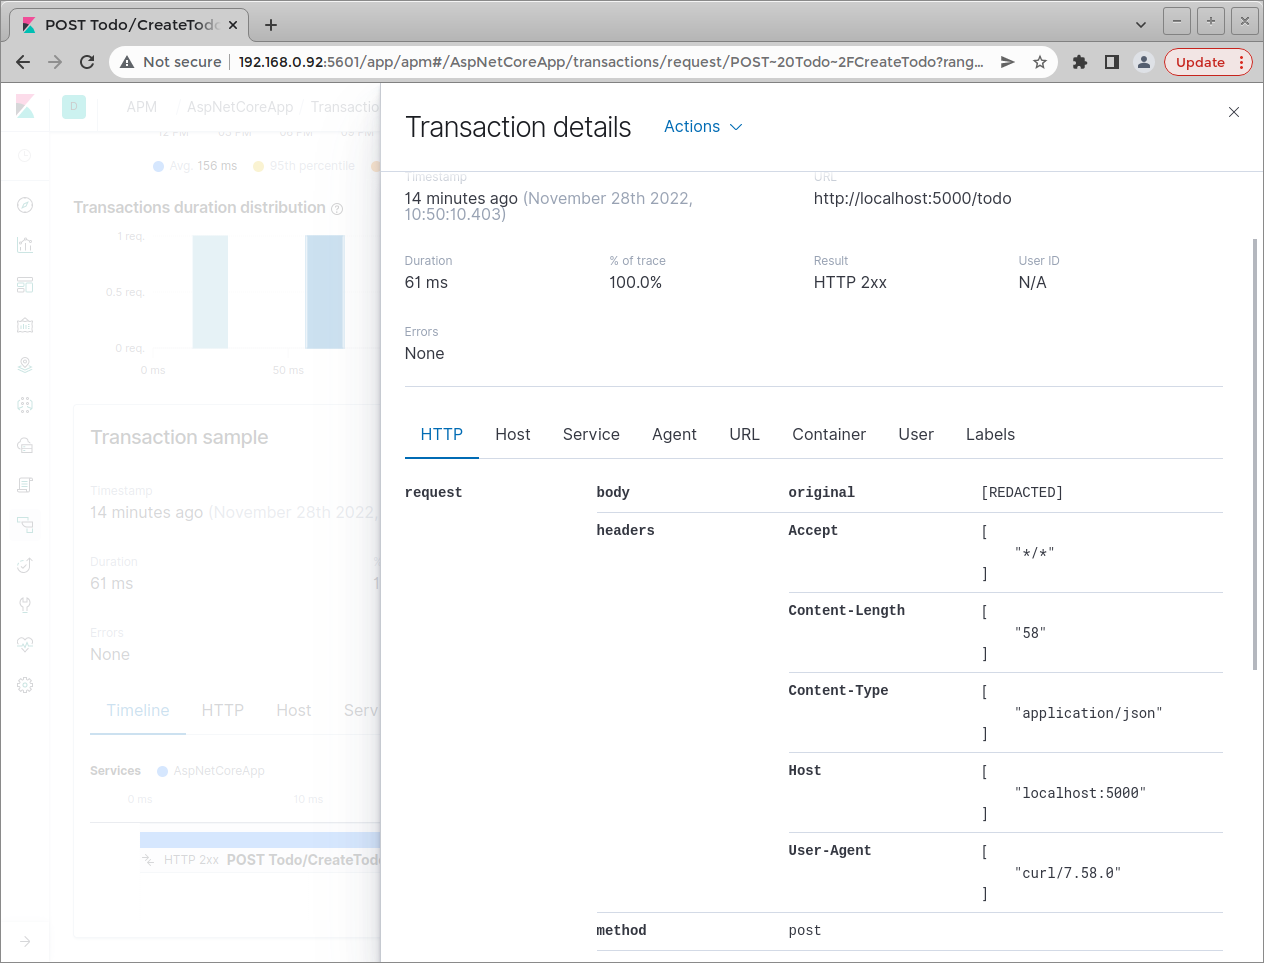 POST Todo/CreateTodo
Not secure
192.168.0.92:5601/app/apm#/AspNetCoreApp/transactions/request/POST~20Todo~2FCreateTodo?rang...
Update
D
APM / AspNetCoreApp / Transactio
12 PM 03 PM 06 PM 09 PM
Avg. 156 ms 95th percentile
Transactions duration distribution
1 req.
0.5 req.
0 req.
0 ms 50 ms
Transaction sample
Timestamp
14 minutes ago (November 28th 2022,
Duration
61 ms
Errors
None
Timeline HTTP Host Serv
Services AspNetCoreApp
0 ms 10 ms
HTTP 2xx POST Todo/CreateTodo
Transaction details Actions
Timestamp URL
14 minutes ago (November 28th 2022, 10:50:10.403) http://localhost:5000/todo
Duration % of trace Result User ID
61 ms 100.0% HTTP 2xx N/A
Errors
None
HTTP Host Service Agent URL Container User Labels
request body original [REDACTED]
headers Accept [
"*/*"
]
Content-Length [
"58"
]
Content-Type [
"application/json"
]
Host [
"localhost:5000"
]
User-Agent [
"curl/7.58.0"
]
method post